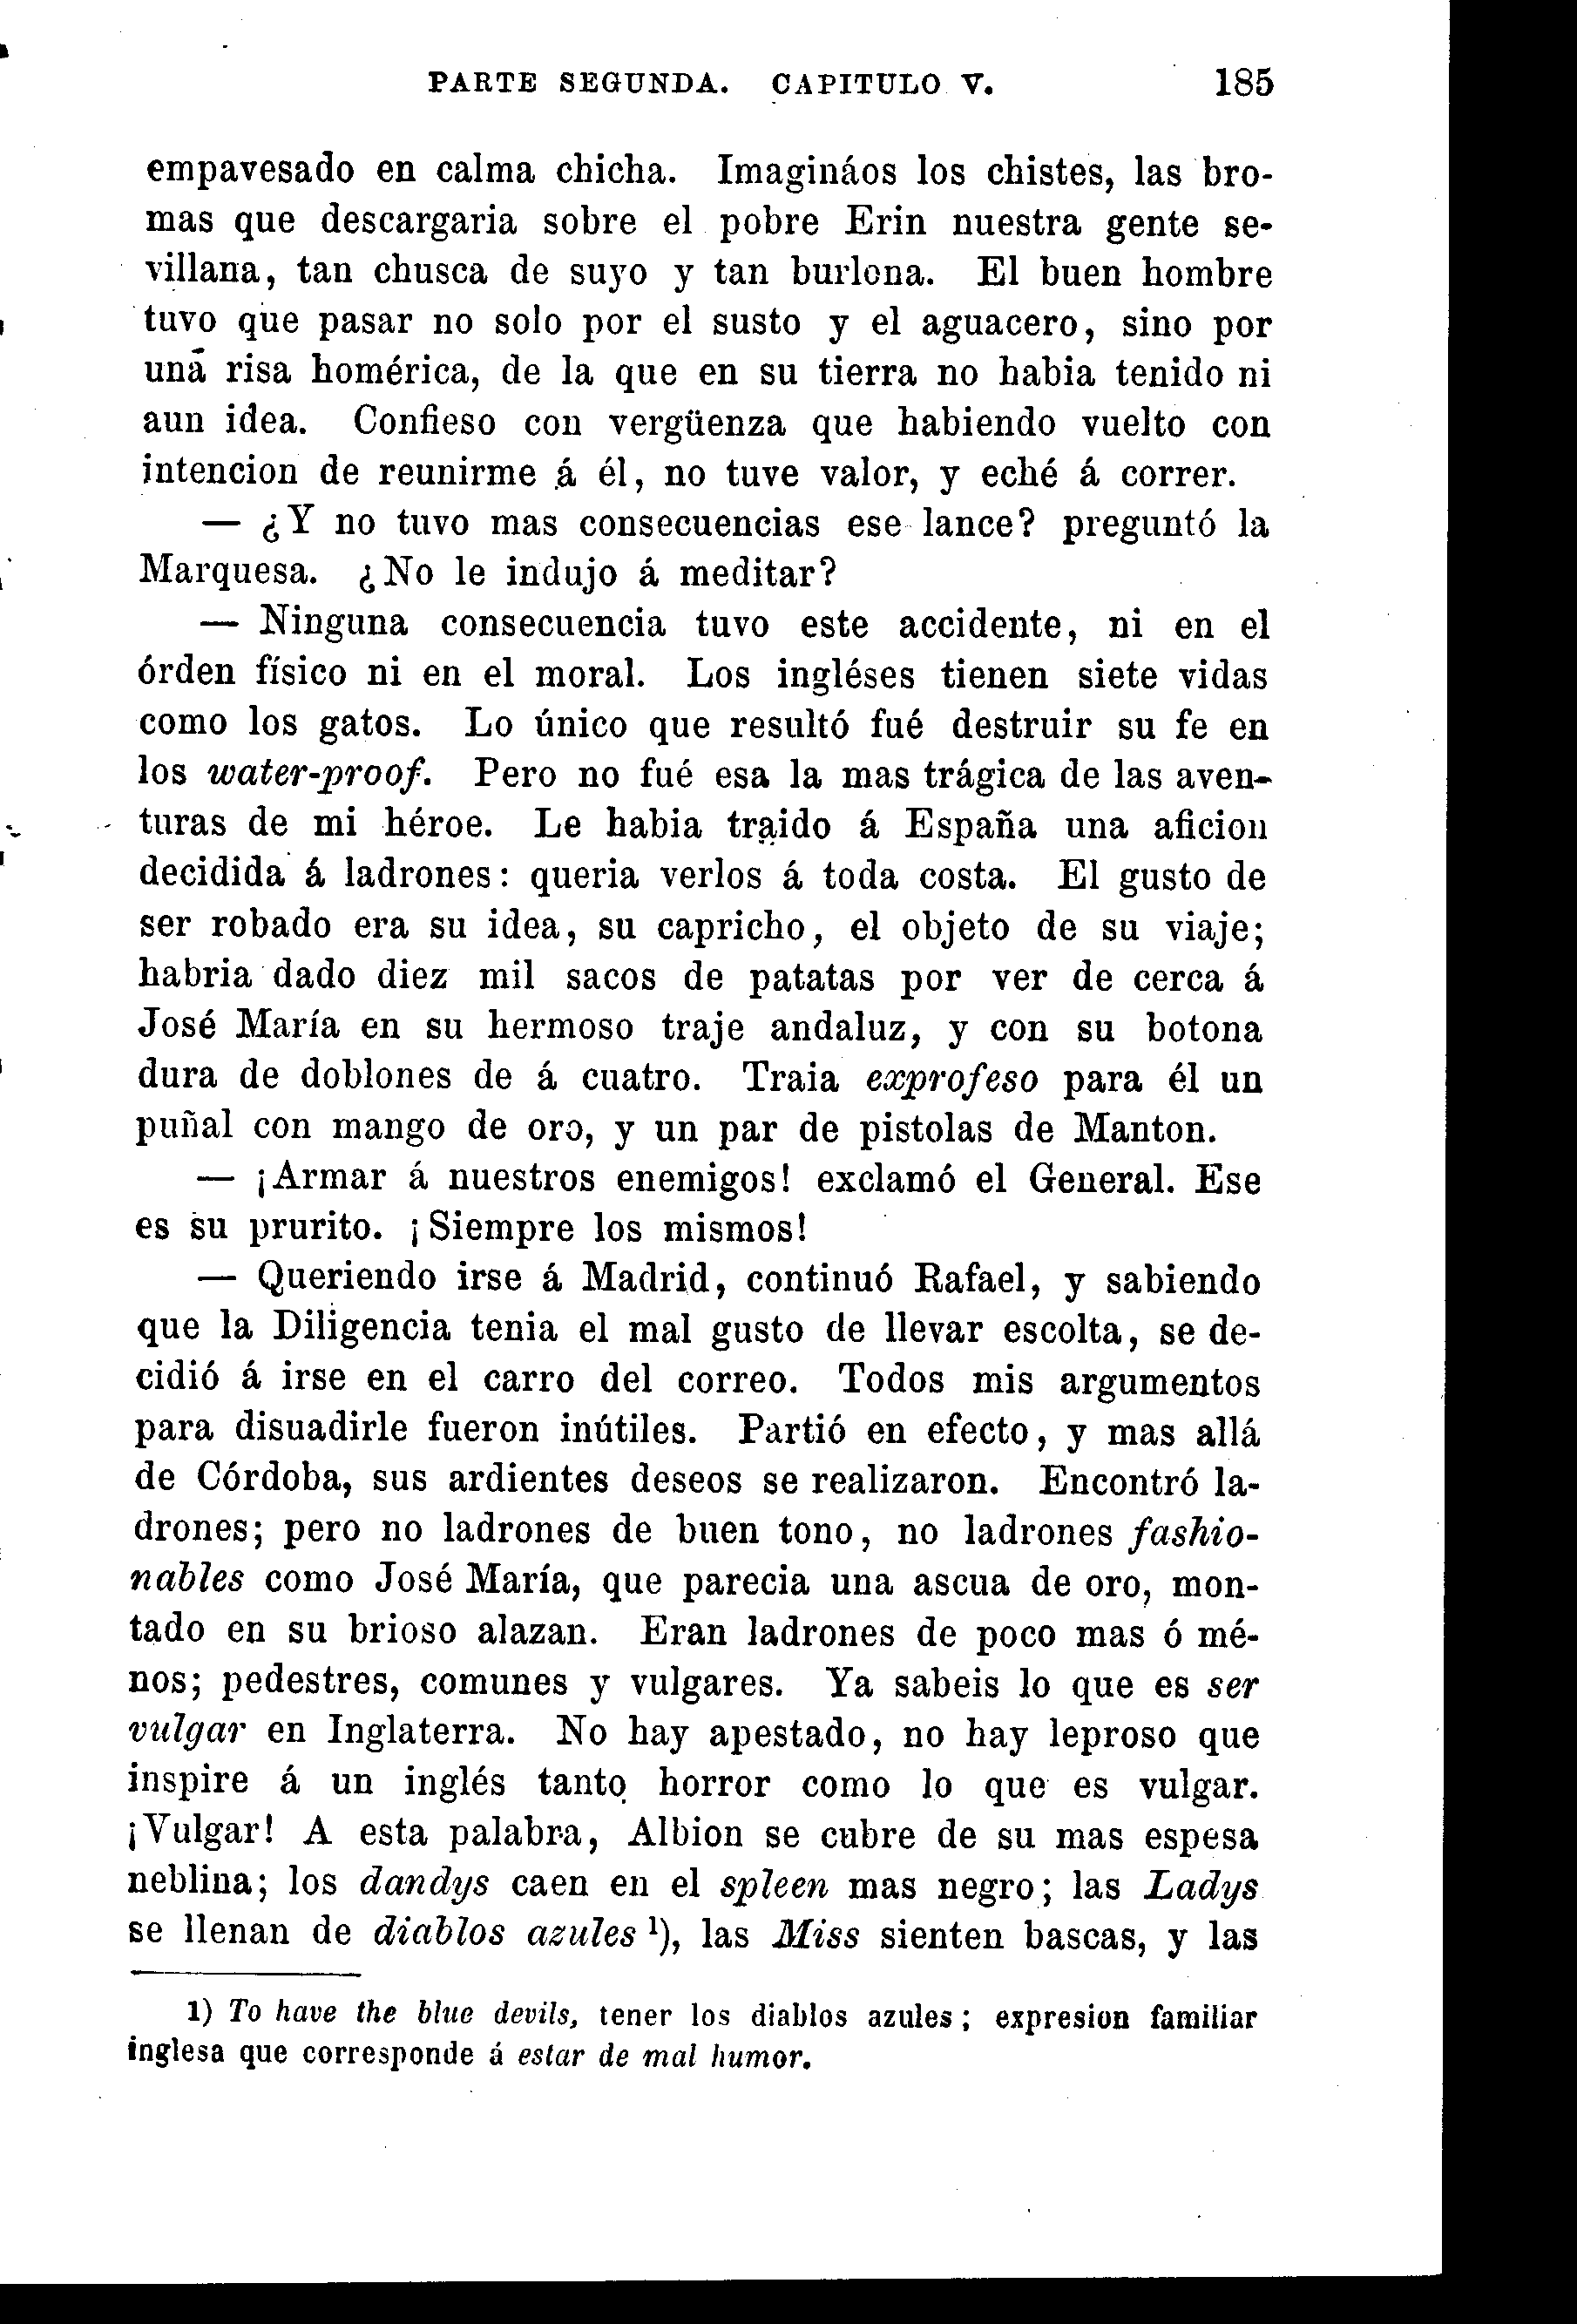 PARTE SEGUNDA. CAPITULO V. 185
empavesado en calma chicha. Imagináos los chistes, las bro-
mas que descargaria sobre el pobre Erin nuestra gente se-
villana, tan chusca de suyo y tan burlona. El buen hombre
tuvo que pasar no solo por el susto y el aguacero, sino por
una risa homérica, de la que en su tierra no habia tenido ni
aun idea. Confieso con vergüenza que habiendo vuelto con
intencion de reunirme á él, no tuve valor, y eché á correr.
— ¿Y no tuvo mas consecuencias ese lance? preguntó la
Marquesa. ¿No le indujo á meditar?
— Ninguna consecuencia tuvo este accidente, ni en el
órden físico ni en el moral. Los ingléses tienen siete vidas
como los gatos. Lo único que resultó fué destruir su fe en
los water-proof. Pero no fué esa la mas trágica de las aven-
turas de mi héroe. Le habia traido á España una aficion
decidida á ladrones: queria verlos á toda costa. El gusto de
ser robado era su idea, su capricho, el objeto de su viaje;
habria dado diez mil sacos de patatas por ver de cerca á
José María en su hermoso traje andaluz, y con su botona
dura de doblones de á cuatro. Traia exprofeso para él un
puñal con mango de oro, y un par de pistolas de Manton.
— ¡Armar á nuestros enemigos! exclamó el General. Ese
es su prurito. ¡Siempre los mismos!
— Queriendo irse á Madrid, continuó Rafael, y sabiendo
que la Diligencia tenia el mal gusto de llevar escolta, se de-
cidió á irse en el carro del correo. Todos mis argumentos
para disuadirle fueron inútiles. Partió en efecto, y mas allá
de Córdoba, sus ardientes deseos se realizaron. Encontró la-
drones; pero no ladrones de buen tono, no ladrones fashio-
nables como José María, que parecia una ascua de oro, mon-
tado en su brioso alazan. Eran ladrones de poco mas ó mé-
nos; pedestres, comunes y vulgares. Ya sabeis lo que es ser
vulgar en Inglaterra. No hay apestado, no hay leproso que
inspire á un inglés tanto horror como lo que es vulgar.
¡Vulgar! A esta palabra, Albion se cubre de su mas espesa
neblina; los dandys caen en el spleen mas negro; las Ladys
se llenan de diablos azules ¹), las Miss sienten bascas, y las
1) To have the blue devils, tener los diablos azules; expresion familiar
inglesa que corresponde á estar de mal humor.